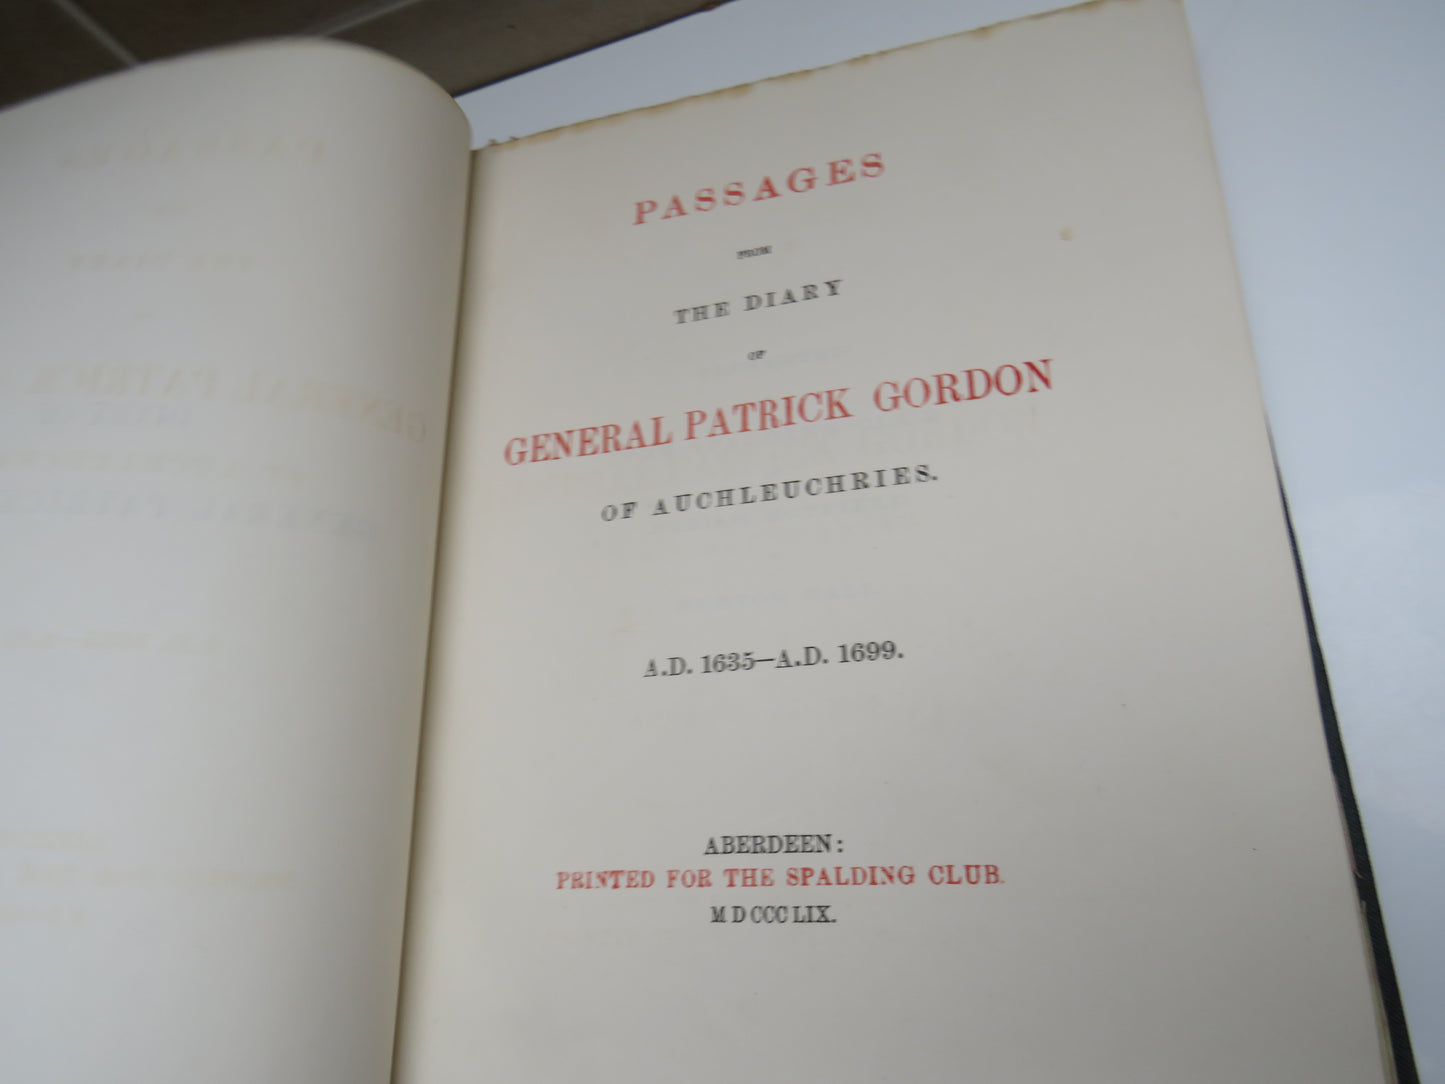 PASSAGES
FROM
THE DIARY
OF
GENERAL PATRICK GORDON
OF AUCHLEUCHRIES.
A.D. 1635—A.D. 1699.
ABERDEEN:
PRINTED FOR THE SPALDING CLUB.
MDCCCLIX.